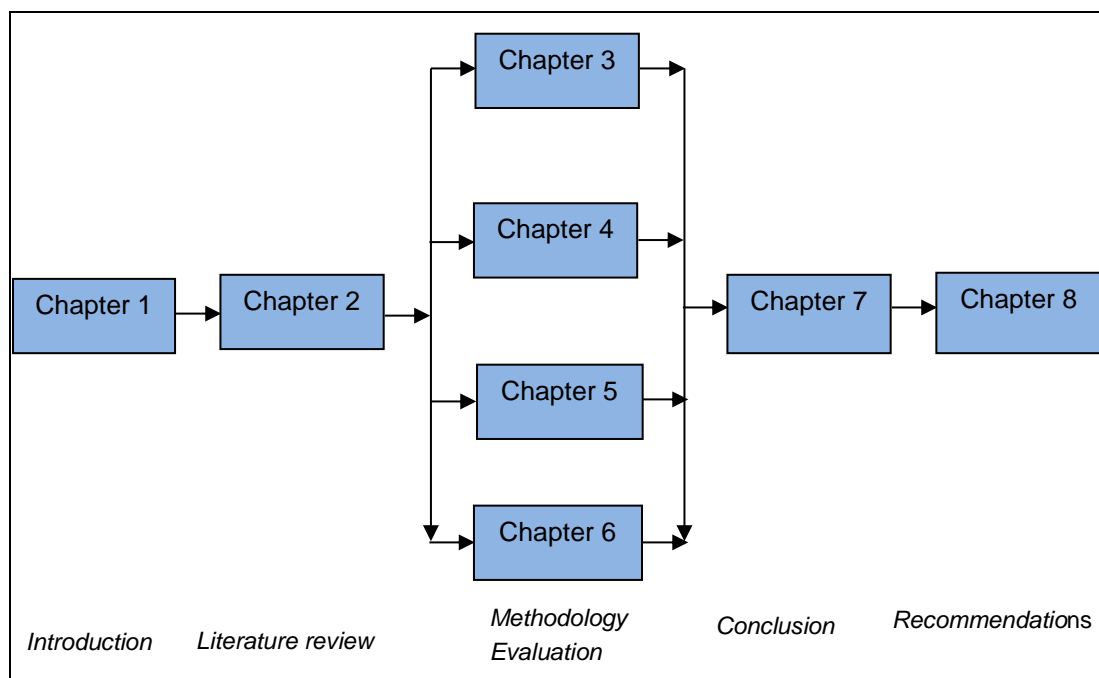 Chapter 3
Chapter 4
Chapter 1
Chapter 2
Chapter 7
Chapter 8
Chapter 5
Chapter 6
Introduction
Literature review
Methodology
Evaluation
Conclusion
Recommendations